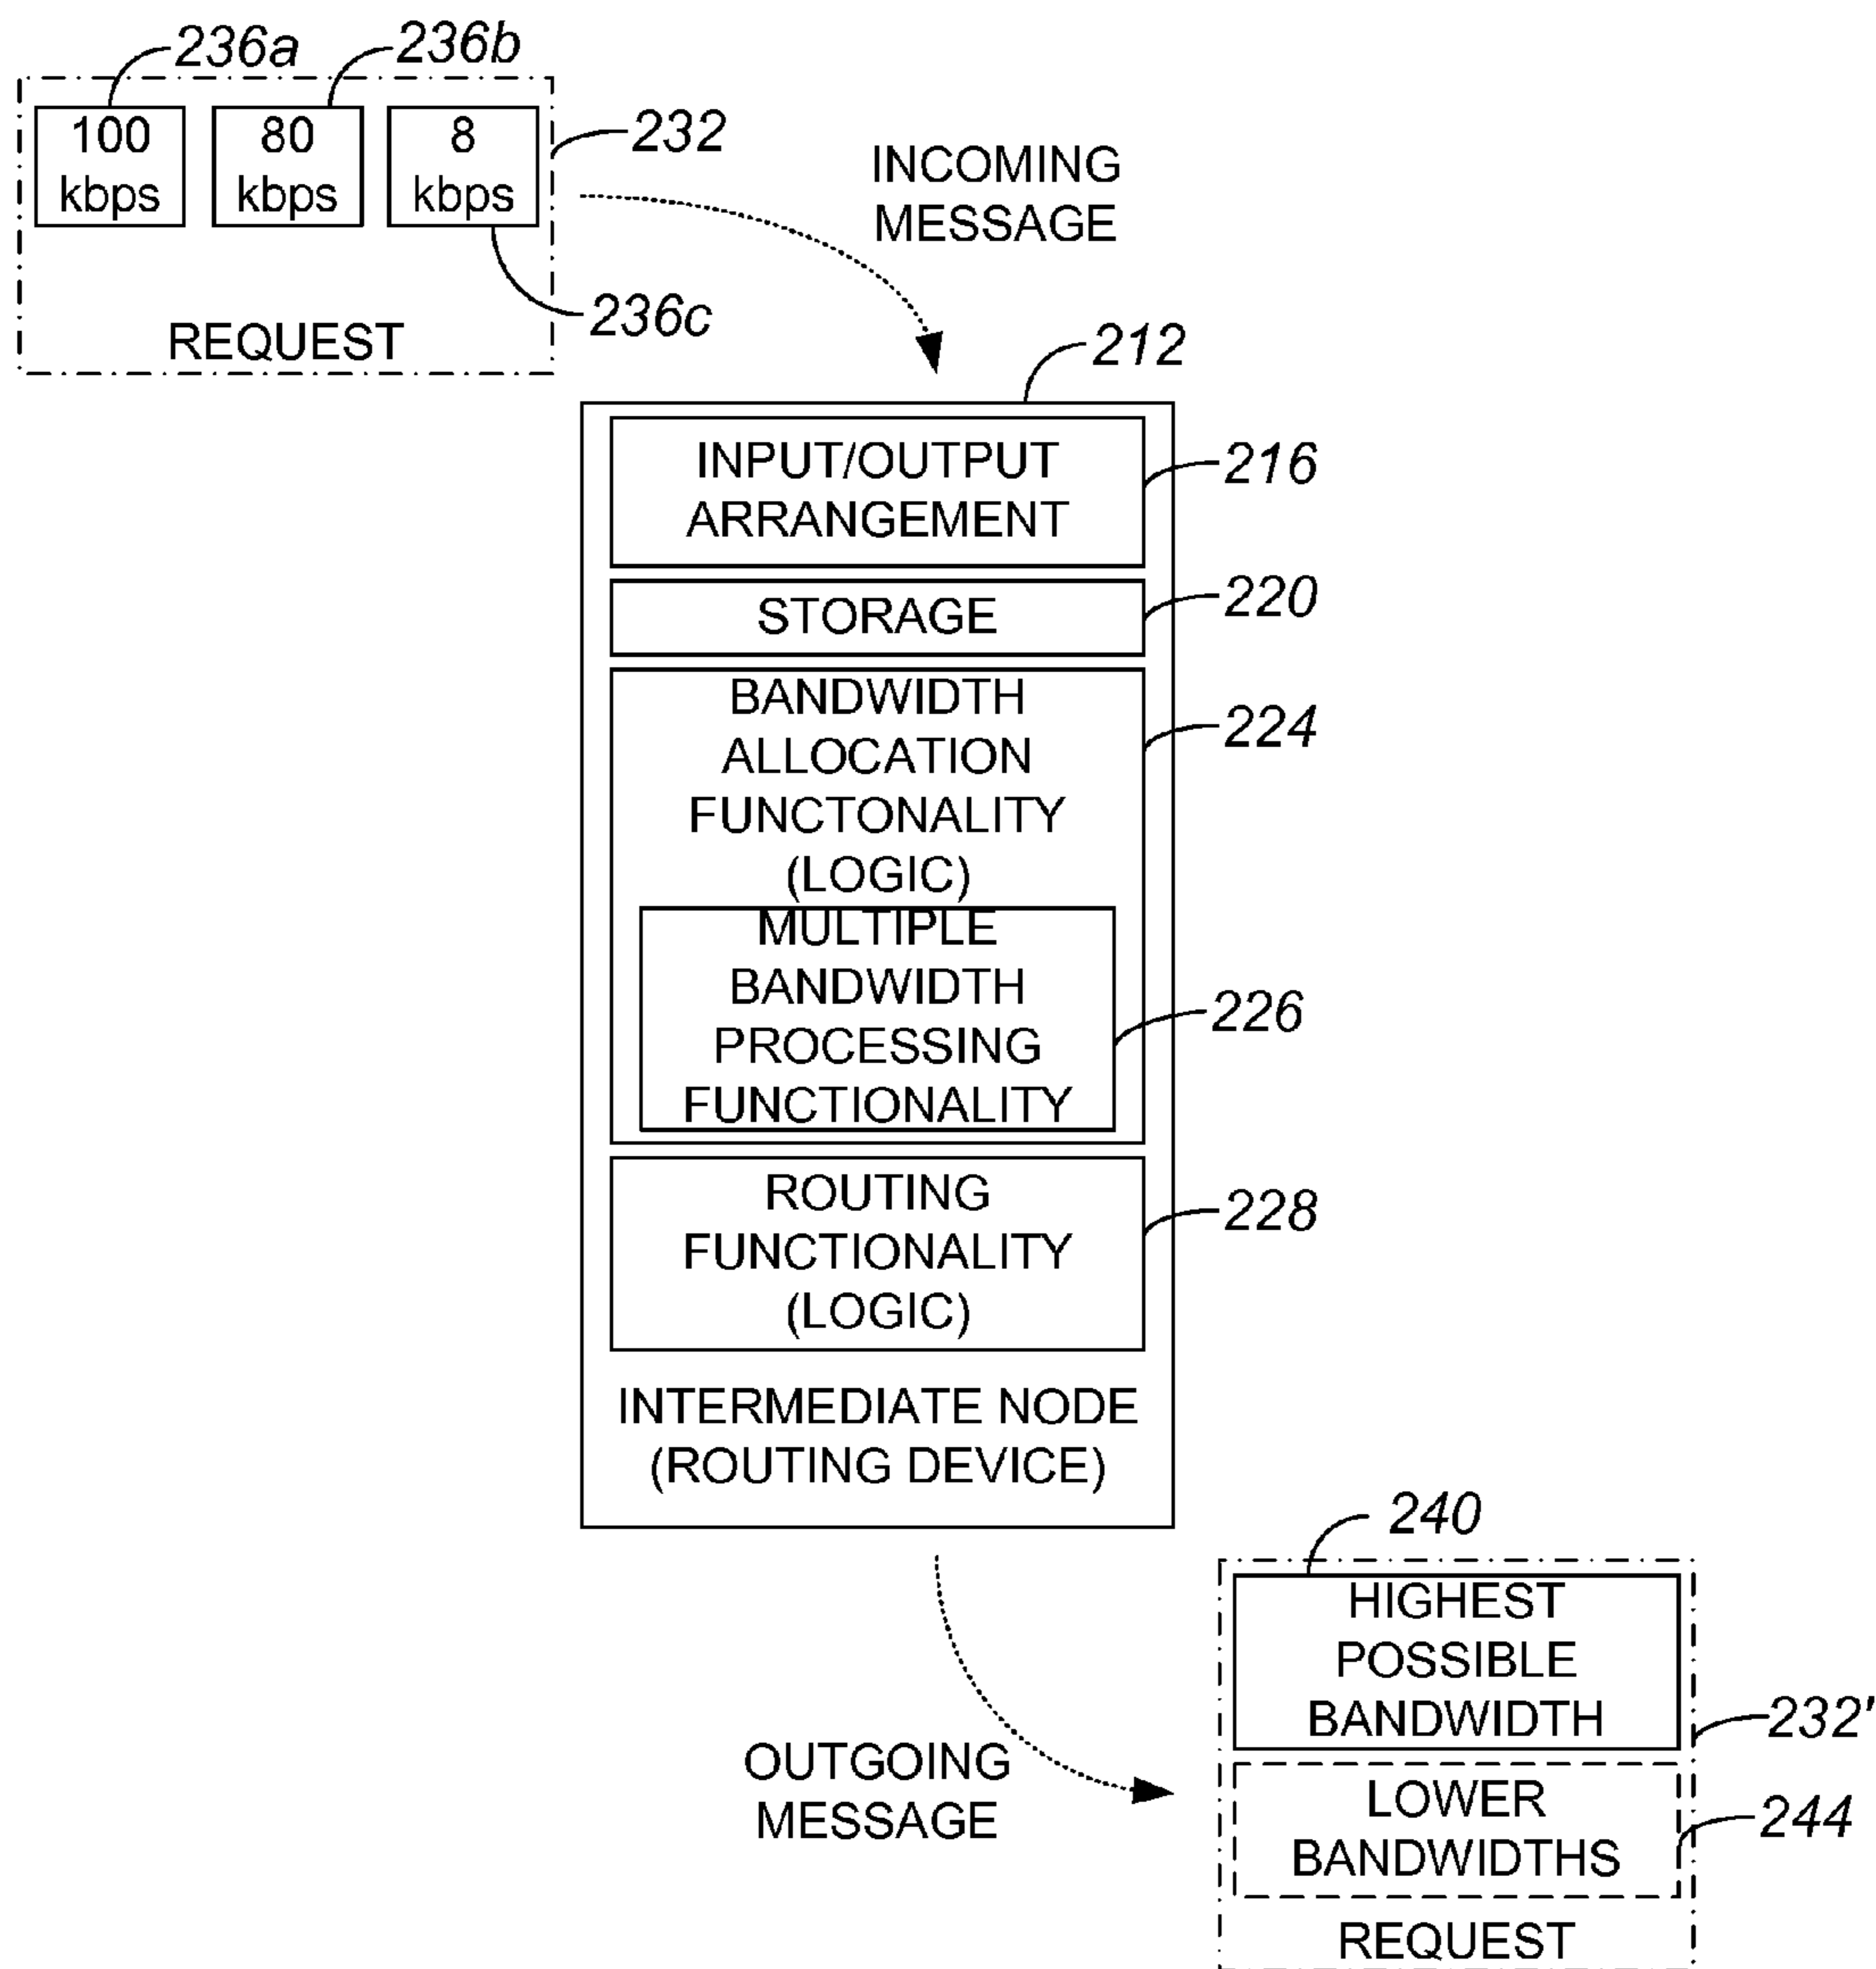 236a
236b
100
kbps
80
kbps
8
kbps
232
236c
REQUEST
INCOMING
MESSAGE
212
INPUT/OUTPUT
ARRANGEMENT
216
STORAGE
220
BANDWIDTH
ALLOCATION
FUNCTONALITY
(LOGIC)
224
MULTIPLE
BANDWIDTH
PROCESSING
FUNCTIONALITY
226
ROUTING
FUNCTIONALITY
(LOGIC)
228
INTERMEDIATE NODE
(ROUTING DEVICE)
OUTGOING
MESSAGE
240
HIGHEST
POSSIBLE
BANDWIDTH
232'
LOWER
BANDWIDTHS
244
REQUEST